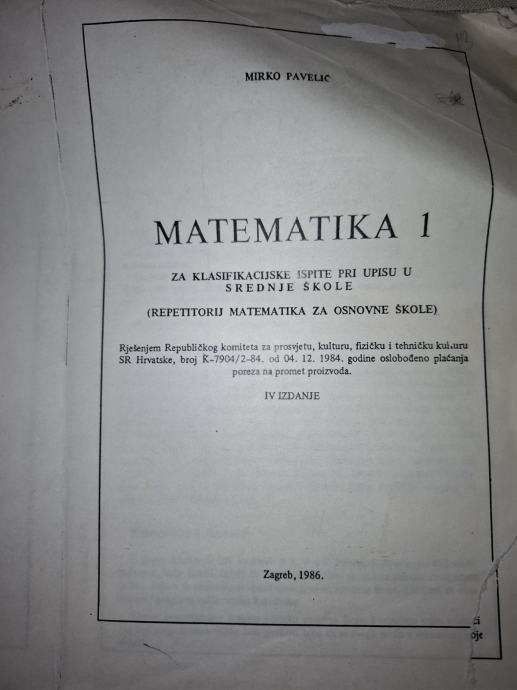 MIRKO PAVELIĆ
MATEMATIKA 1
ZA KLASIFIKACIJSKE ISPITE PRI UPISU U
SREDNJE ŠKOLE
(REPETITORIJ MATEMATIKA ZA OSNOVNE ŠKOLE)
Rješenjem Republičkog komiteta za prosvjetu, kulturu, fizičku i tehničku kulturu
SR Hrvatske, broj K-7904/2-84. od 04. 12. 1984. godine oslobođeno plaćanja
poreza na promet proizvoda.
IV IZDANJE
Zagreb, 1986.